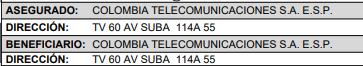 ASEGURADO: COLOMBIA TELECOMUNICACIONES S.A. E.S.P.
DIRECCIÓN: TV 60 AV SUBA 114A 55
BENEFICIARIO: COLOMBIA TELECOMUNICACIONES S.A. E.S.P.
DIRECCIÓN: TV 60 AV SUBA 114A 55